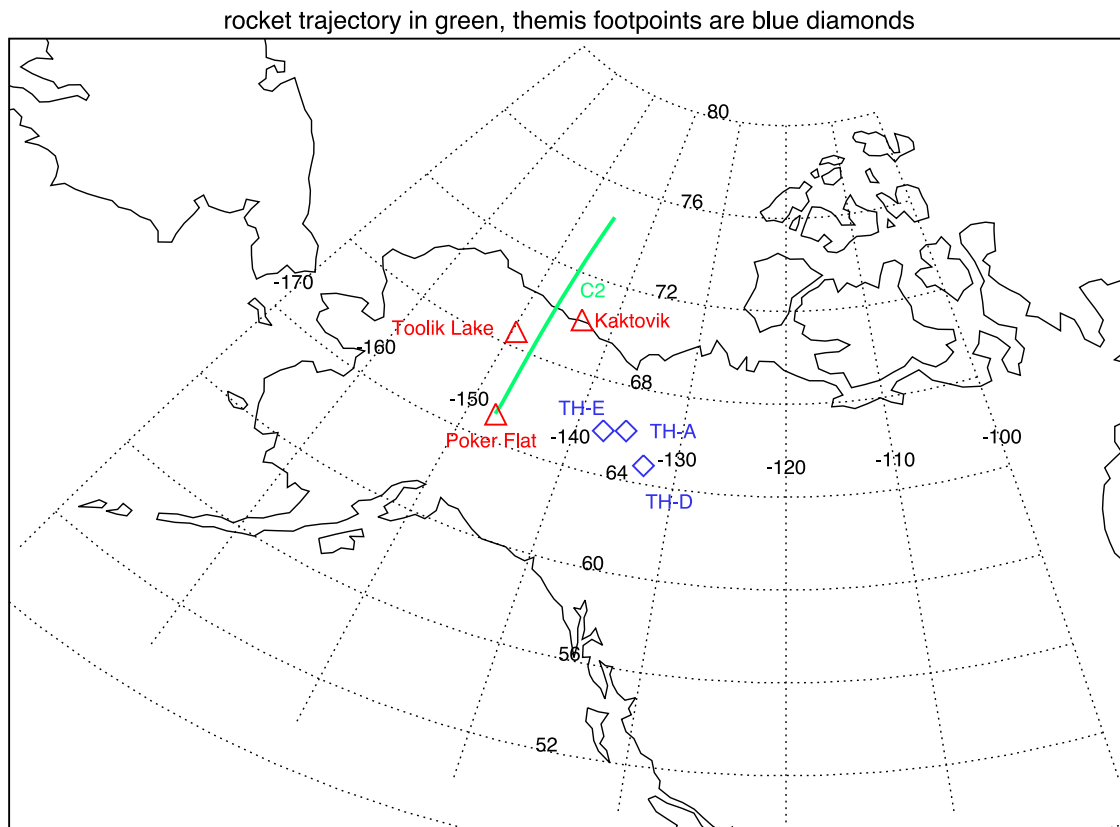 rocket trajectory in green, themis footpoints are blue diamonds
80
76
-170
C2
72
Toolik Lake
Kaktovik
-160
68
-150
TH-E
Poker Flat
-140
TH-A
-100
64
-130
-120
-110
TH-D
60
56
52